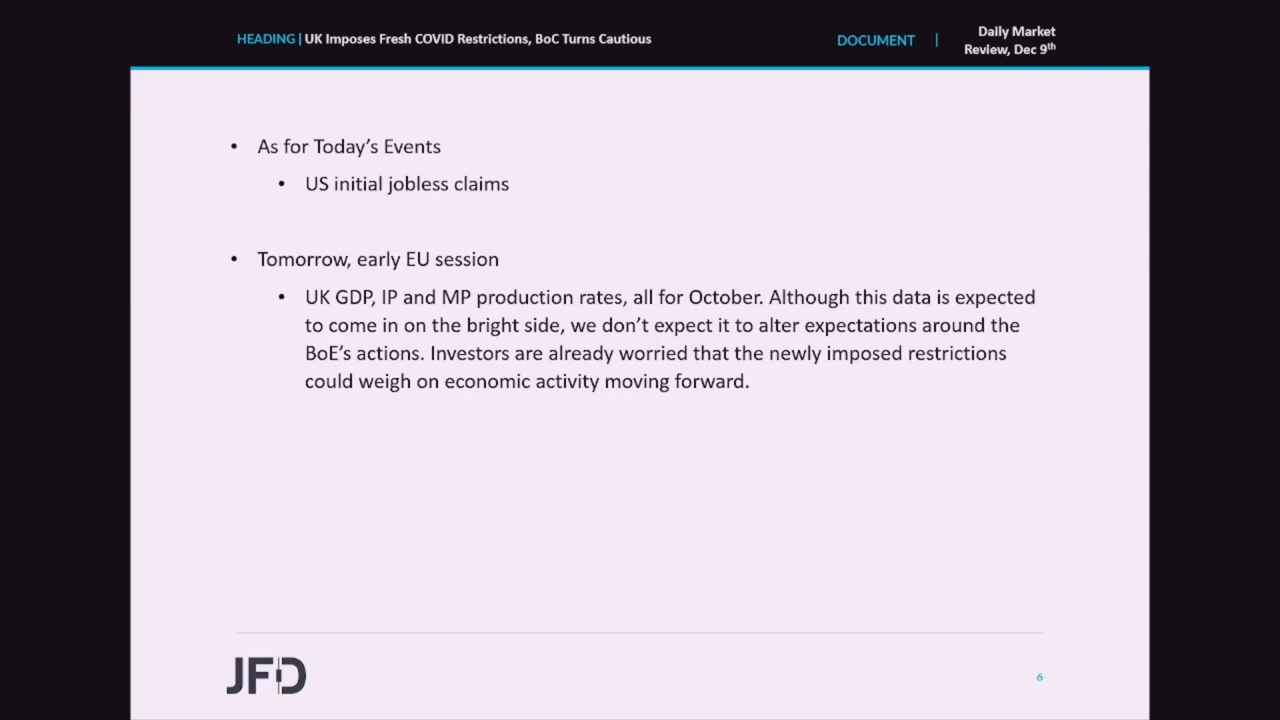 HEADING | UK Imposes Fresh COVID Restrictions, BoC Turns Cautious
DOCUMENT |
Daily Market
Review, Dec 9th
• As for Today's Events
• US initial jobless claims
• Tomorrow, early EU session
• UK GDP, IP and MP production rates, all for October. Although this data is expected
to come in on the bright side, we don't expect it to alter expectations around the
BoE's actions. Investors are already worried that the newly imposed restrictions
could weigh on economic activity moving forward.
JFD
6